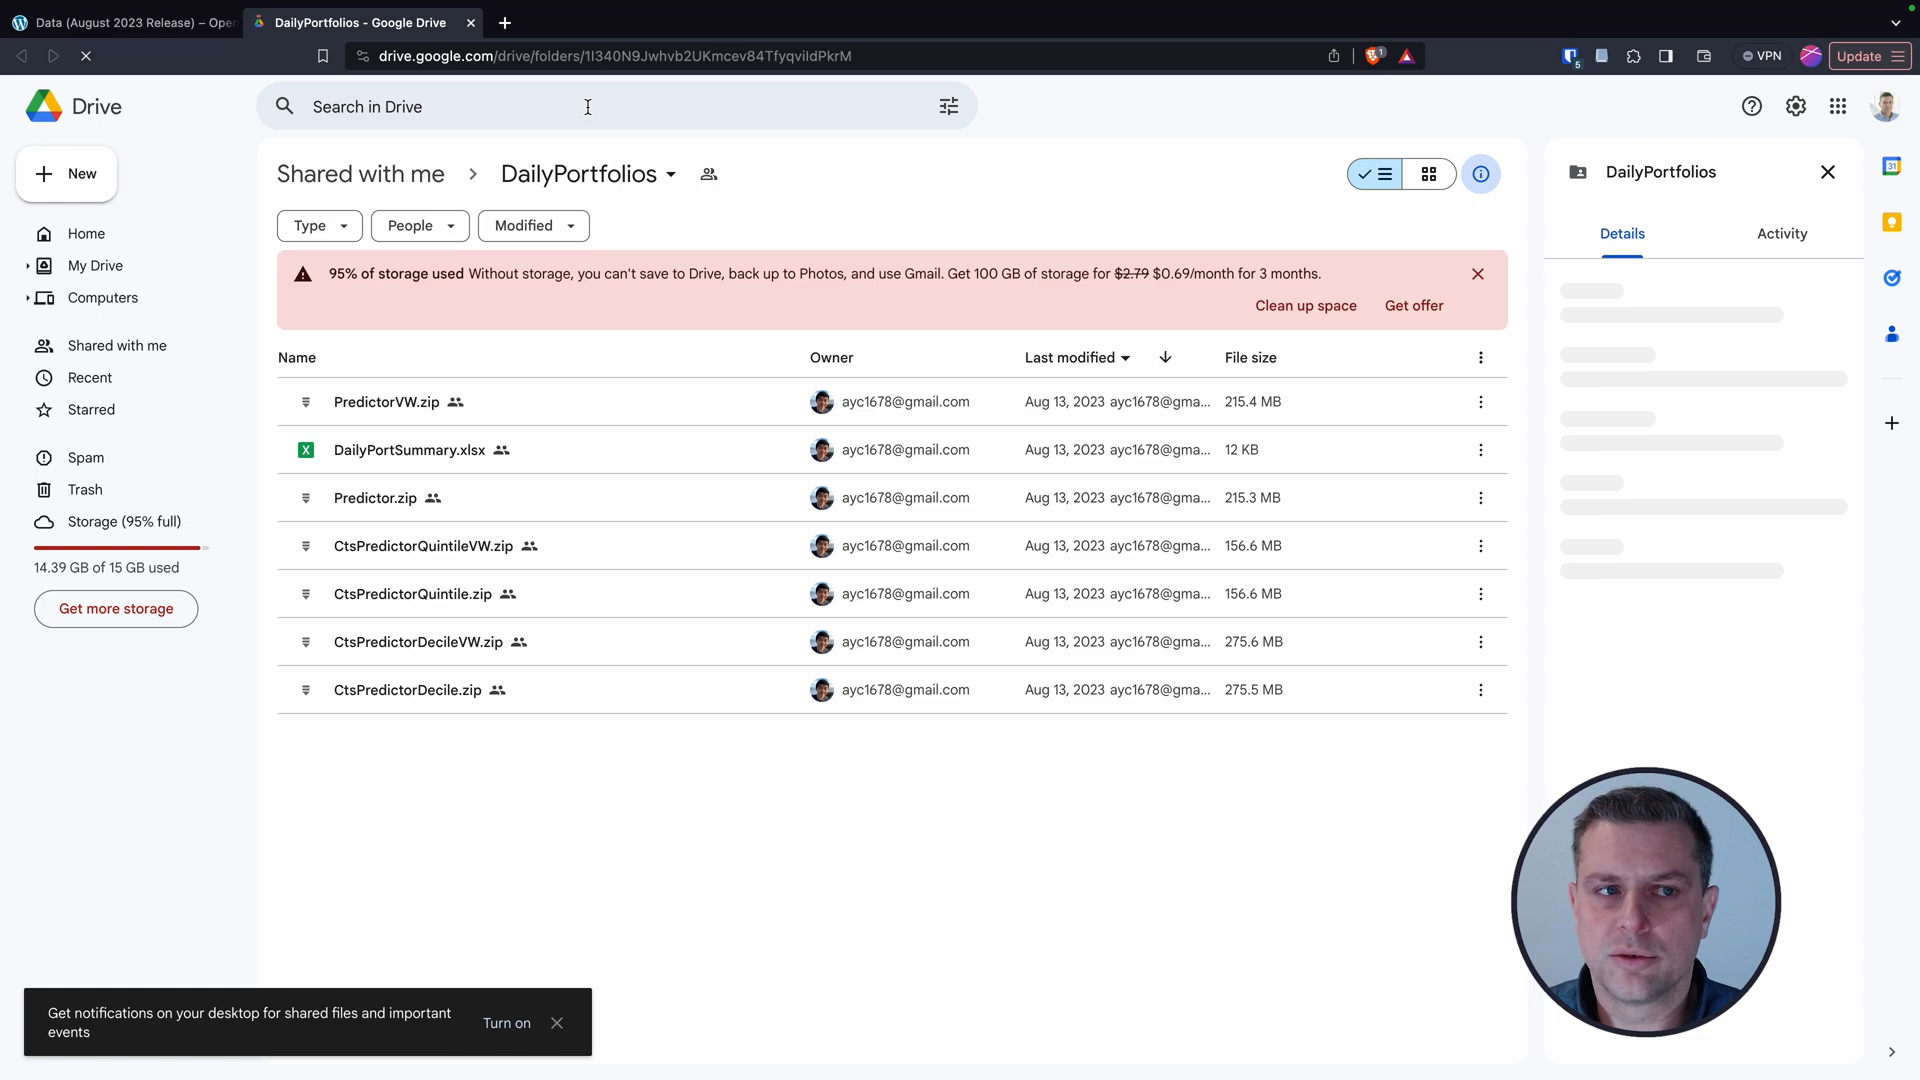 Data (August 2023 Release) – Open
DailyPortfolios - Google Drive
drive.google.com/drive/folders/1I340N9Jwhvb2UKmcev84TfyqviIdPkrM
1
5
VPN
Update
Drive
Search in Drive
New
Home
My Drive
Computers
Shared with me
Recent
Starred
Spam
Trash
Storage (95% full)
14.39 GB of 15 GB used
Get more storage
Shared with me
DailyPortfolios
Type
People
Modified
95% of storage used Without storage, you can't save to Drive, back up to Photos, and use Gmail. Get 100 GB of storage for $2.79 $0.69/month for 3 months.
Clean up space Get offer
Name Owner Last modified File size
PredictorVW.zip ayc1678@gmail.com Aug 13, 2023 ayc1678@gma... 215.4 MB
X DailyPortSummary.xlsx ayc1678@gmail.com Aug 13, 2023 ayc1678@gma... 12 KB
Predictor.zip ayc1678@gmail.com Aug 13, 2023 ayc1678@gma... 215.3 MB
CtsPredictorQuintileVW.zip ayc1678@gmail.com Aug 13, 2023 ayc1678@gma... 156.6 MB
CtsPredictorQuintile.zip ayc1678@gmail.com Aug 13, 2023 ayc1678@gma... 156.6 MB
CtsPredictorDecileVW.zip ayc1678@gmail.com Aug 13, 2023 ayc1678@gma... 275.6 MB
CtsPredictorDecile.zip ayc1678@gmail.com Aug 13, 2023 ayc1678@gma... 275.5 MB
DailyPortfolios
Details Activity
31
Get notifications on your desktop for shared files and important
events
Turn on